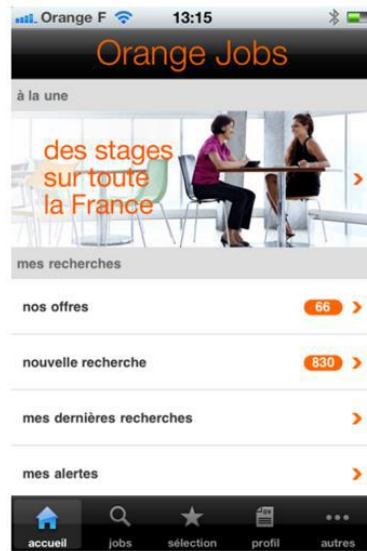 Orange F 13:15
Orange Jobs
à la une
des stages
sur toute
la France
mes recherches
nos offres 66
nouvelle recherche 830
mes dernières recherches
mes alertes
accueil jobs sélection profil autres